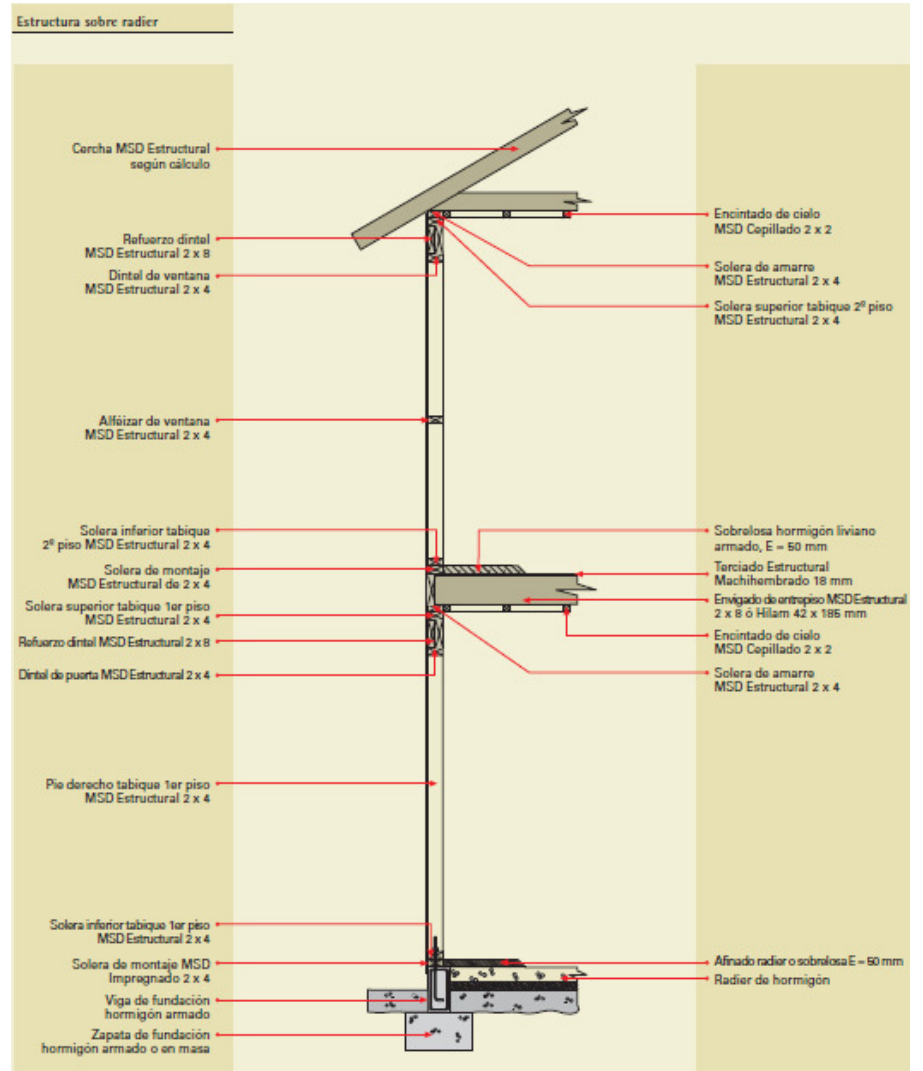 Estructura sobre radier
Cercha MSD Estructural
según cálculo
Refuerzo dintel
MSD Estructural 2 x 8
Dintel de ventana
MSD Estructural 2 x 4
Alféizar de ventana
MSD Estructural 2 x 4
Solera inferior tabique
2º piso MSD Estructural 2 x 4
Solera de montaje
MSD Estructural de 2 x 4
Solera superior tabique 1er piso
MSD Estructural 2 x 4
Refuerzo dintel MSD Estructural 2 x 8
Dintel de puerta MSD Estructural 2 x 4
Pie derecho tabique 1er piso
MSD Estructural 2 x 4
Solera inferior tabique 1er piso
MSD Estructural 2 x 4
Solera de montaje MSD
Impregnado 2 x 4
Viga de fundación
hormigón armado
Zapata de fundación
hormigón armado o en masa
Encintado de cielo
MSD Cepillado 2 x 2
Solera de amarre
MSD Estructural 2 x 4
Solera superior tabique 2º piso
MSD Estructural 2 x 4
Sobrelosa hormigón liviano
armado, E = 50 mm
Terciado Estructural
Machihembrado 18 mm
Envigado de entrepiso MSD Estructural
2 x 8 ó Hilam 42 x 185 mm
Encintado de cielo
MSD Cepillado 2 x 2
Solera de amarre
MSD Estructural 2 x 4
Afinado radier o sobrelosa E = 50 mm
Radier de hormigón